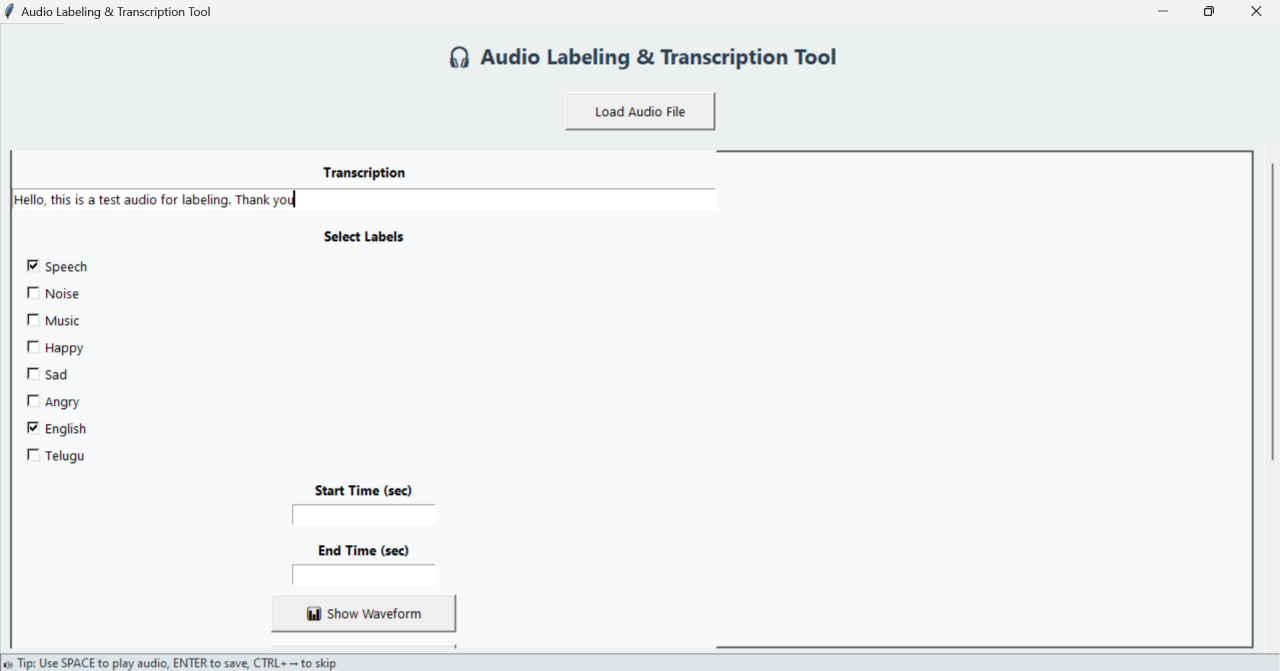 Audio Labeling & Transcription Tool
Audio Labeling & Transcription Tool
Load Audio File
Transcription
Hello, this is a test audio for labeling. Thank you
Select Labels
Speech
Noise
Music
Happy
Sad
Angry
English
Telugu
Start Time (sec)
End Time (sec)
Show Waveform
Tip: Use SPACE to play audio, ENTER to save, CTRL+→ to skip